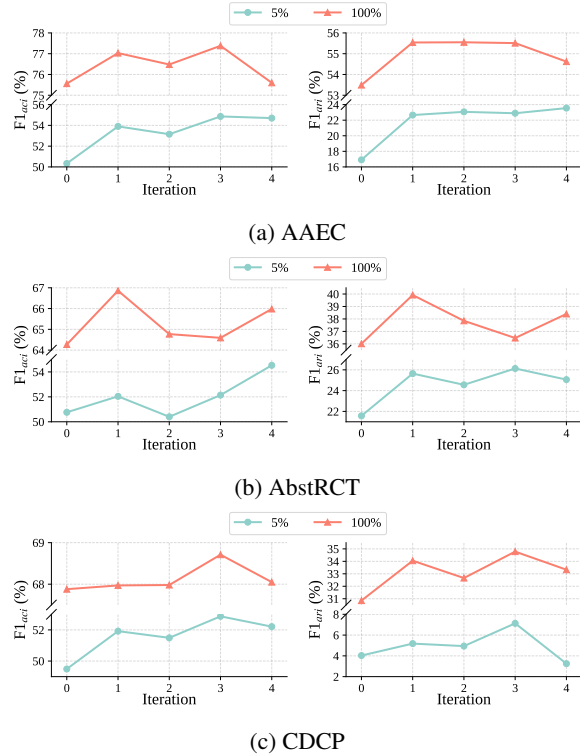 5% 100%
F1aci (%)
78
77
76
75
56
54
52
50
0 1 2 3 4
Iteration
F1ari (%)
56
55
54
53
24
22
20
18
16
0 1 2 3 4
Iteration
(a) AAEC
5% 100%
F1aci (%)
67
66
65
64
54
52
50
0 1 2 3 4
Iteration
F1ari (%)
40
39
38
37
36
26
24
22
0 1 2 3 4
Iteration
(b) AbstRCT
5% 100%
F1aci (%)
69
68
52
50
0 1 2 3 4
Iteration
F1ari (%)
35
34
33
32
31
8
6
4
2
0 1 2 3 4
Iteration
(c) CDCP